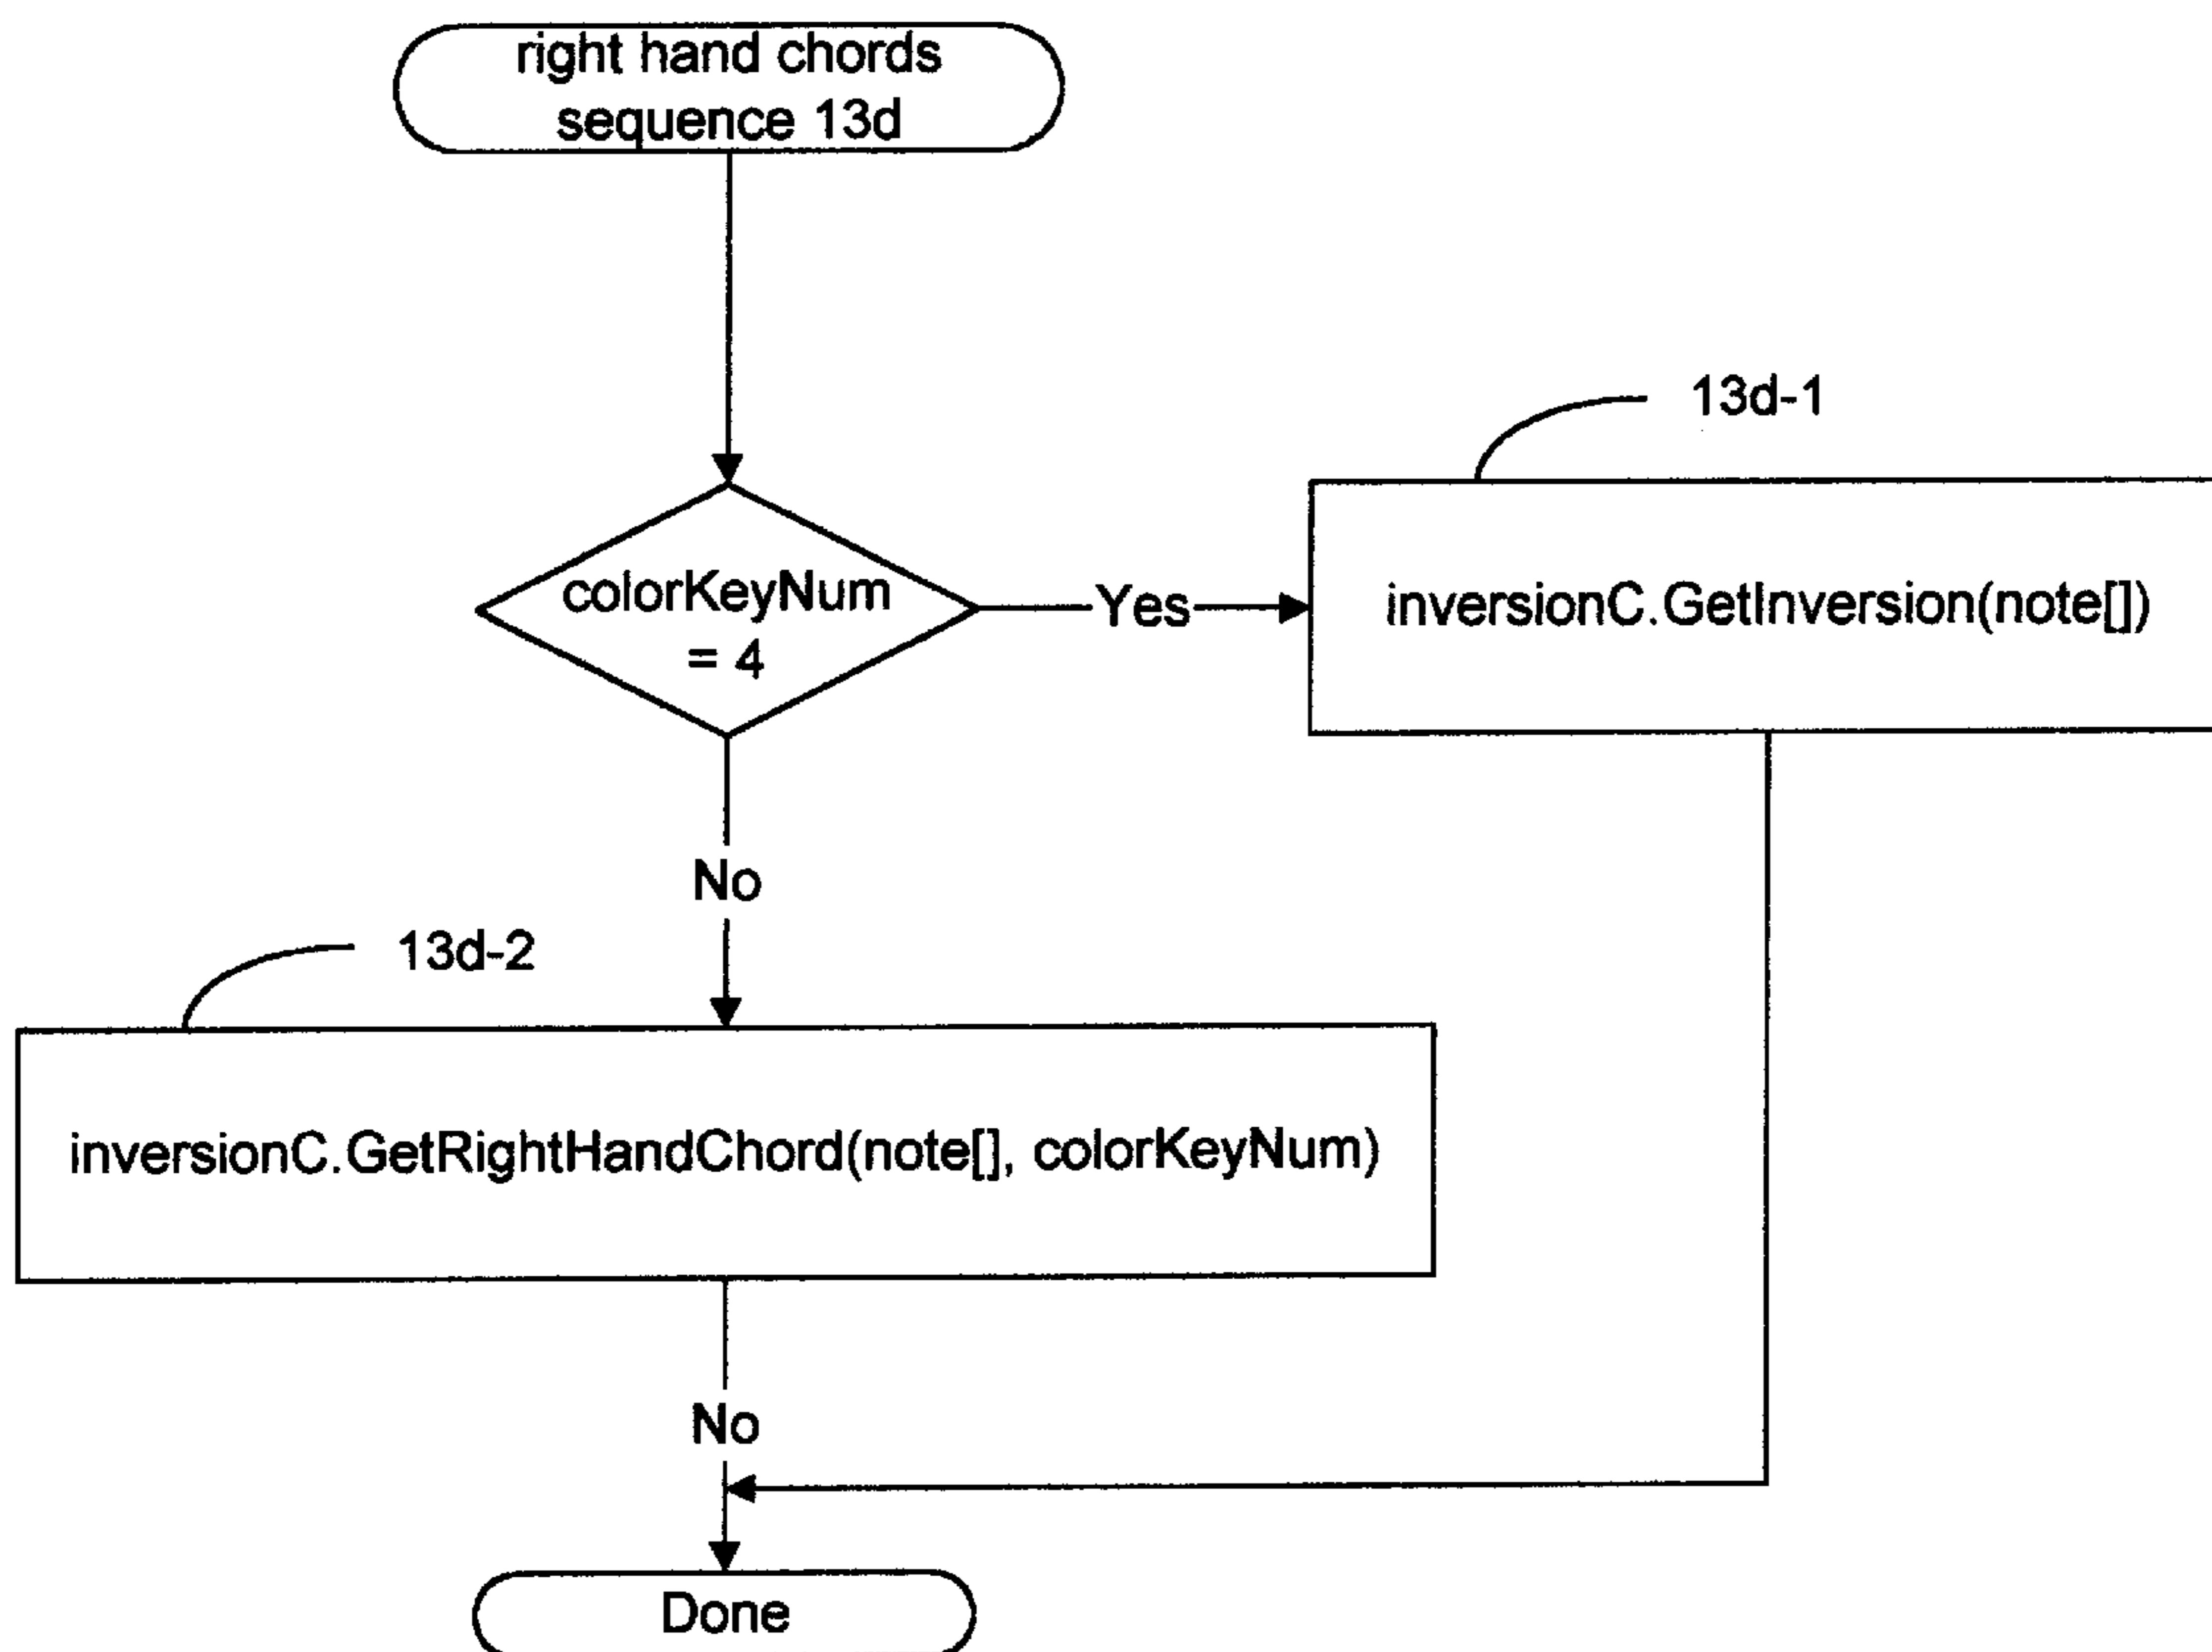 right hand chords
sequence 13d
13d-1
colorKeyNum
= 4
Yes
inversionC.GetInversion(note[])
No
13d-2
inversionC.GetRightHandChord(note[], colorKeyNum)
No
Done